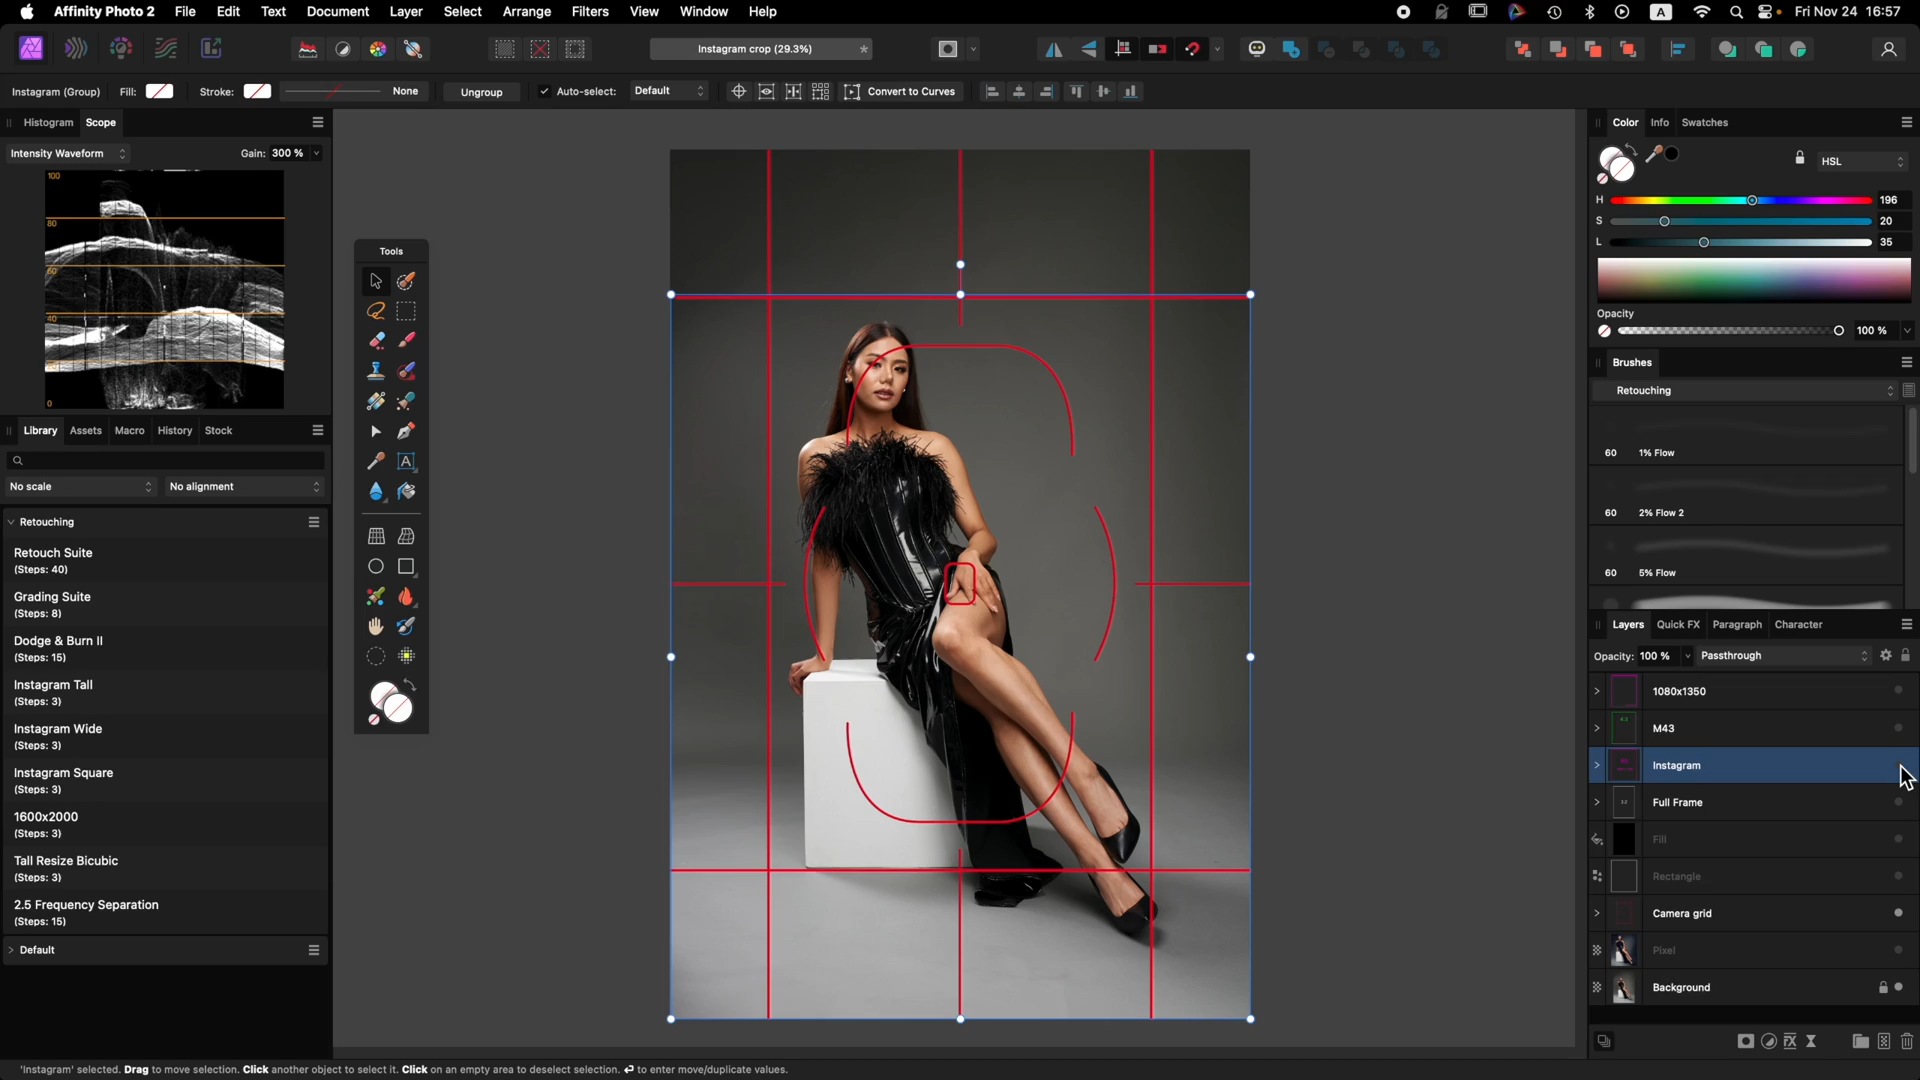 Affinity Photo 2 File Edit Text Document Layer Select Arrange Filters View Window Help A Fri Nov 24 16:57
Instagram crop (29.3%) *
Instagram (Group) Fill: Stroke: None Ungroup Auto-select: Default Convert to Curves
Histogram Scope
Intensity Waveform Gain: 300 %
100
80
60
40
0
Library Assets Macro History Stock
No scale No alignment
Retouching
Retouch Suite
(Steps: 40)
Grading Suite
(Steps: 8)
Dodge & Burn II
(Steps: 15)
Instagram Tall
(Steps: 3)
Instagram Wide
(Steps: 3)
Instagram Square
(Steps: 3)
1600x2000
(Steps: 3)
Tall Resize Bicubic
(Steps: 3)
2.5 Frequency Separation
(Steps: 15)
Default
Tools
A
Color Info Swatches
HSL
H 196
S 20
L 35
Opacity
100 %
Brushes
Retouching
60 1% Flow
60 2% Flow 2
60 5% Flow
Layers Quick FX Paragraph Character
Opacity: 100 % Passthrough
1080x1350
M43
Instagram
Full Frame
Fill
Rectangle
Camera grid
Pixel
Background
'Instagram' selected. Drag to move selection. Click another object to select it. Click on an empty area to deselect selection. ⏎ to enter move/duplicate values.